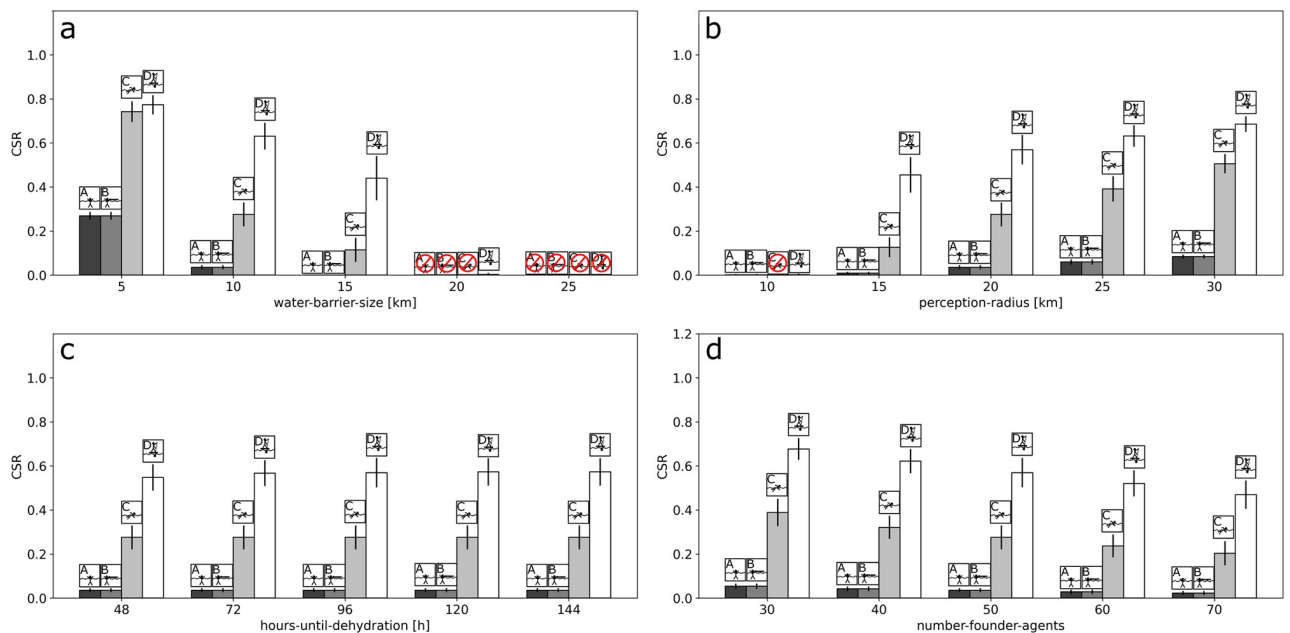 a
1.0
0.8
0.6
0.4
0.2
0.0
CSR
A B C D
A B C D
A B C D
A B C D
A B C D
5 10 15 20 25
water-barrier-size [km]
b
1.0
0.8
0.6
0.4
0.2
0.0
CSR
A B D
A B C D
A B C D
A B C D
A B C D
10 15 20 25 30
perception-radius [km]
c
1.0
0.8
0.6
0.4
0.2
0.0
CSR
A B C D
A B C D
A B C D
A B C D
A B C D
48 72 96 120 144
hours-until-dehydration [h]
d
1.2
1.0
0.8
0.6
0.4
0.2
0.0
CSR
A B C D
A B C D
A B C D
A B C D
A B C D
30 40 50 60 70
number-founder-agents